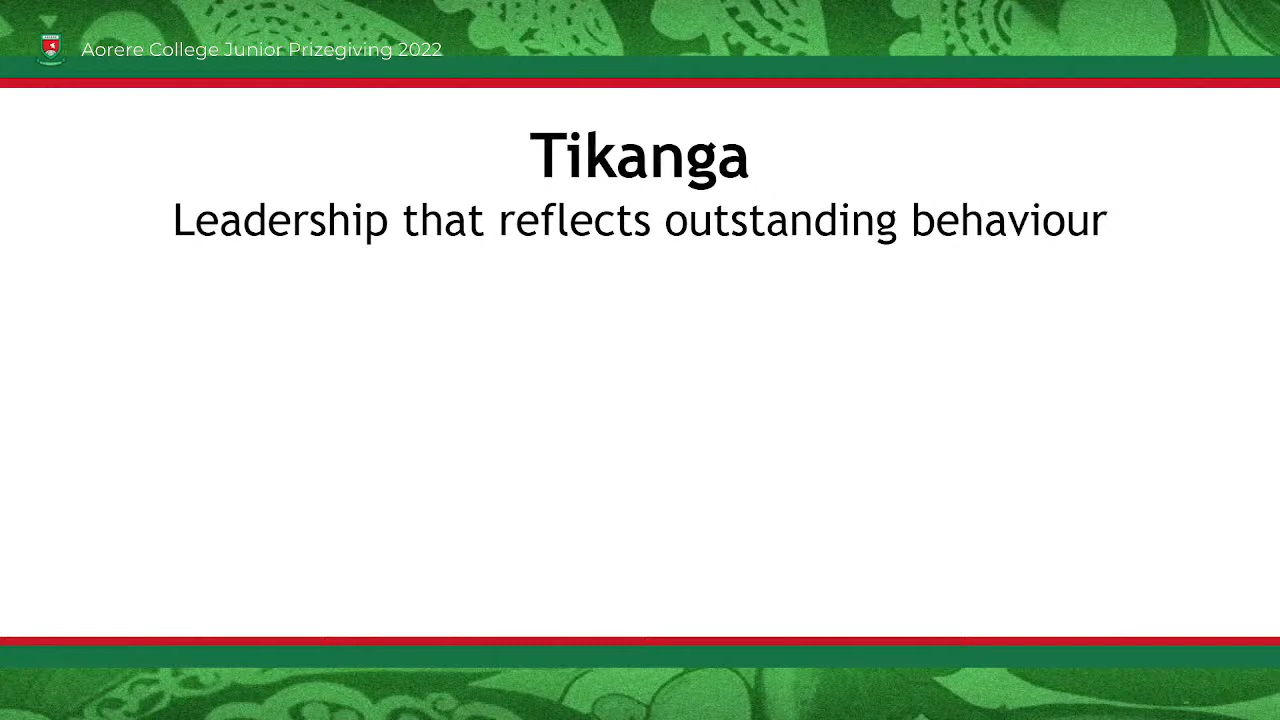 Aorere College Junior Prizegiving 2022
Tikanga
Leadership that reflects outstanding behaviour